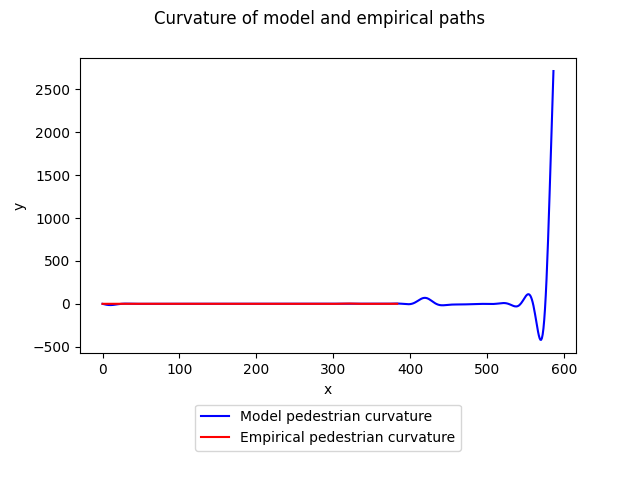 Curvature of model and empirical paths
y
2500
2000
1500
1000
500
0
−500
0 100 200 300 400 500 600
x
Model pedestrian curvature
Empirical pedestrian curvature